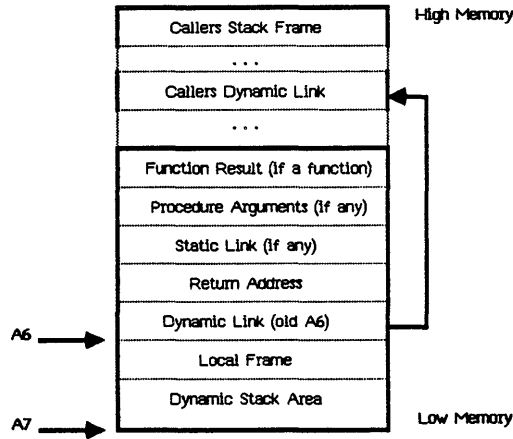 High Memory
Callers Stack Frame
...
Callers Dynamic Link
...
Function Result (if a function)
Procedure Arguments (if any)
Static Link (if any)
Return Address
Dynamic Link (old A6)
A6
Local Frame
Dynamic Stack Area
A7
Low Memory